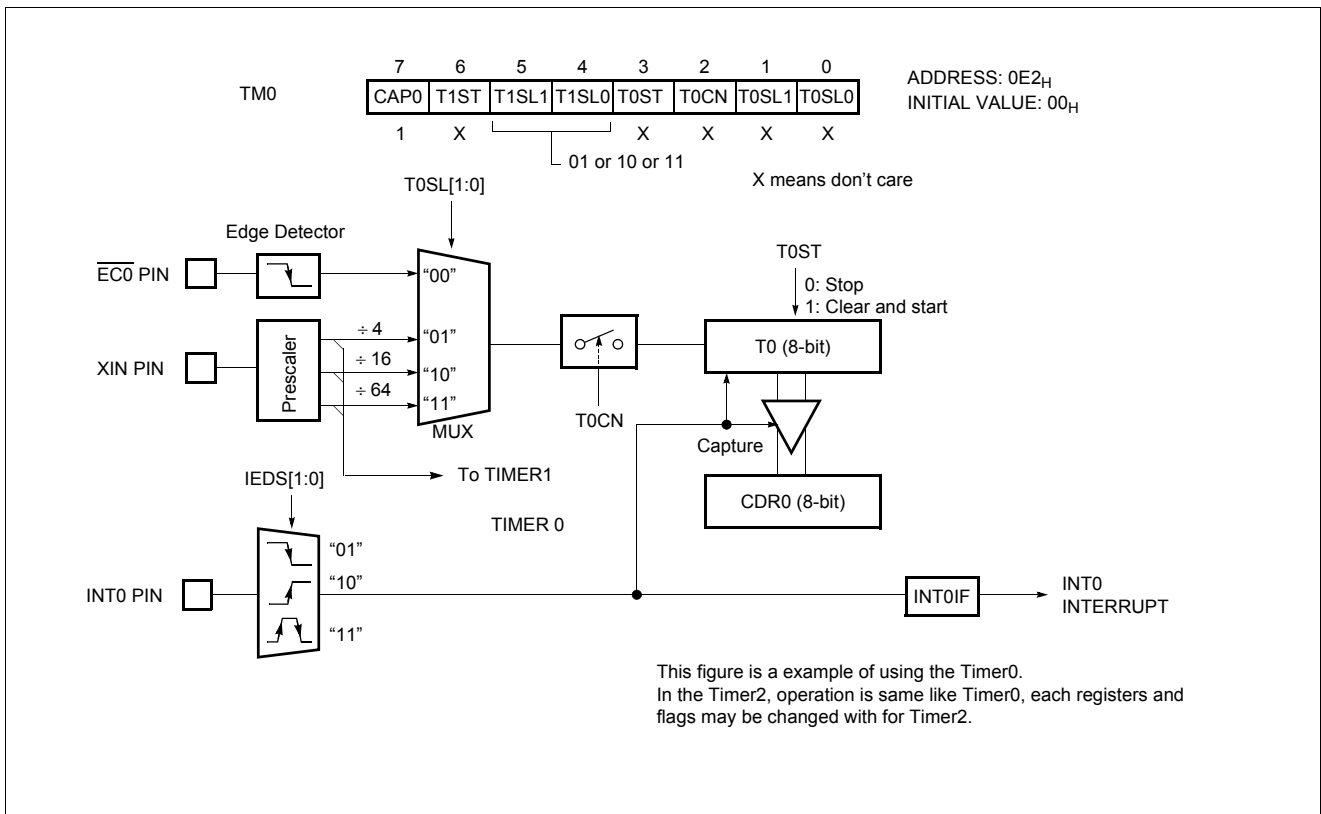 7 6 5 4 3 2 1 0
TM0 CAP0 T1ST T1SL1 T1SL0 T0ST T0CN T0SL1 T0SL0
ADDRESS: 0E2H
INITIAL VALUE: 00H
1 X X X X X
01 or 10 or 11
X means don't care
T0SL[1:0]
Edge Detector
EC0 PIN
“00”
T0ST
0: Stop
1: Clear and start
XIN PIN
Prescaler
÷ 4
“01”
÷ 16
“10”
÷ 64
“11”
MUX
T0CN
T0 (8-bit)
Capture
CDR0 (8-bit)
To TIMER1
TIMER 0
IEDS[1:0]
INT0 PIN
“01”
“10”
“11”
INT0IF
INT0
INTERRUPT
This figure is a example of using the Timer0.
In the Timer2, operation is same like Timer0, each registers and
flags may be changed with for Timer2.